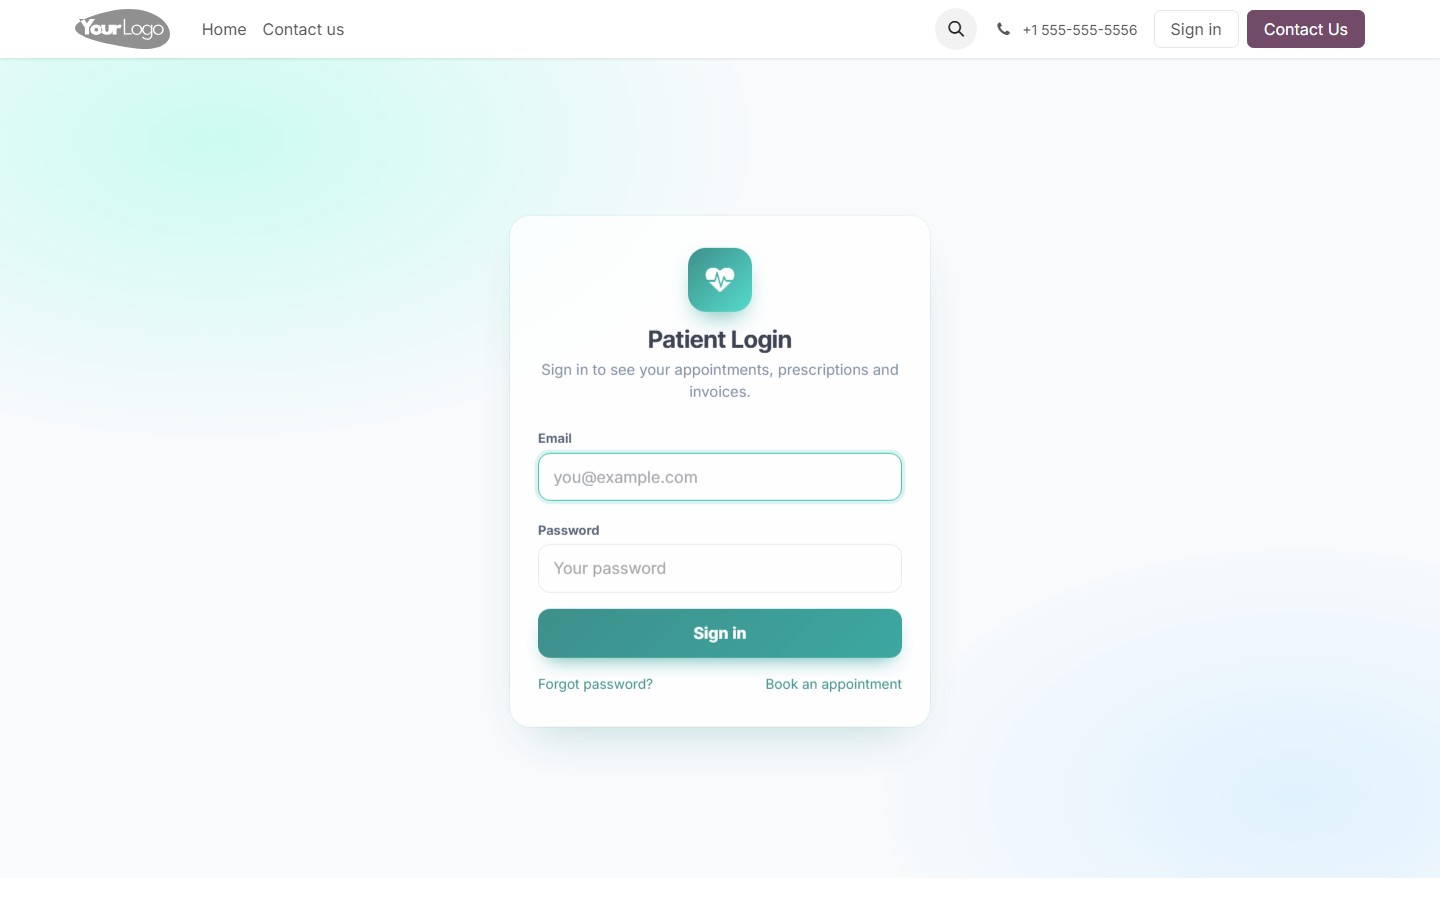 YourLogo
Home
Contact us
+1 555-555-5556
Sign in
Contact Us
Patient Login
Sign in to see your appointments, prescriptions and
invoices.
Email
you@example.com
Password
Your password
Sign in
Forgot password?
Book an appointment